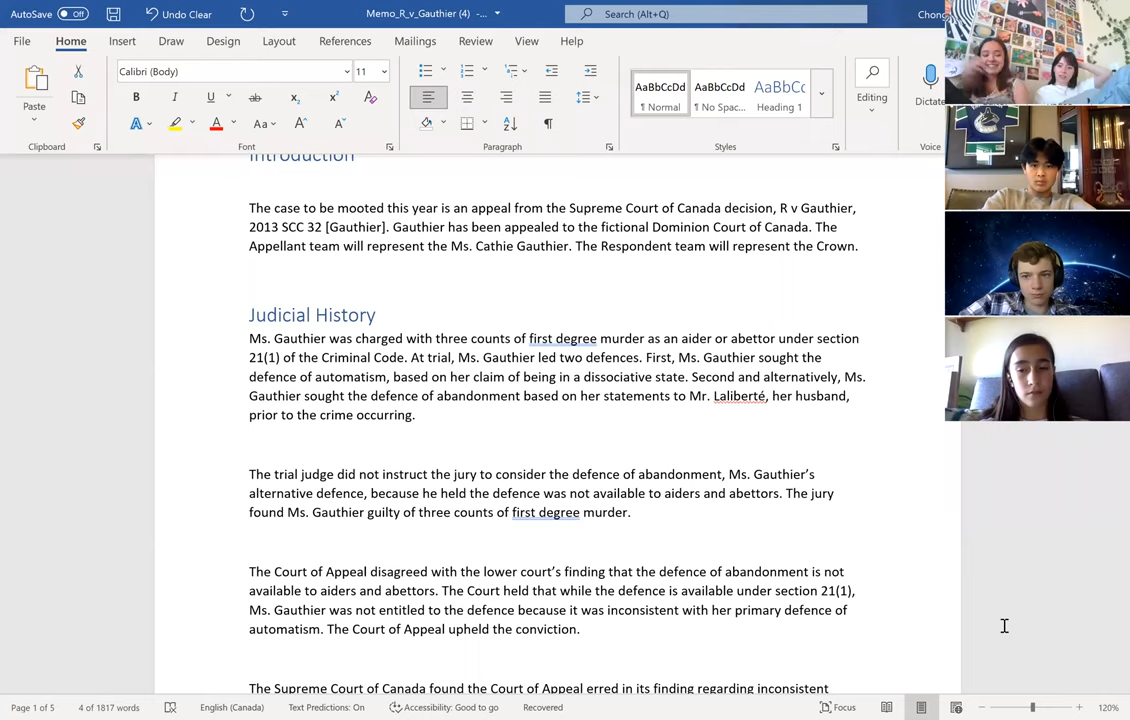 AutoSave Off Undo Clear Memo_R_v_Gauthier (4) -... Search (Alt+Q) Chong
File Home Insert Draw Design Layout References Mailings Review View Help
Calibri (Body) 11
Paste
B I U ab x₂ x² A
A A Aa A A
AaBbCcDd AaBbCcDd AaBbCc
¶ Normal ¶ No Spac... Heading 1
Editing Dictate
Clipboard Font Paragraph Styles Voice
Introduction
The case to be mooted this year is an appeal from the Supreme Court of Canada decision, R v Gauthier,
2013 SCC 32 [Gauthier]. Gauthier has been appealed to the fictional Dominion Court of Canada. The
Appellant team will represent the Ms. Cathie Gauthier. The Respondent team will represent the Crown.
Judicial History
Ms. Gauthier was charged with three counts of first degree murder as an aider or abettor under section
21(1) of the Criminal Code. At trial, Ms. Gauthier led two defences. First, Ms. Gauthier sought the
defence of automatism, based on her claim of being in a dissociative state. Second and alternatively, Ms.
Gauthier sought the defence of abandonment based on her statements to Mr. Laliberté, her husband,
prior to the crime occurring.
The trial judge did not instruct the jury to consider the defence of abandonment, Ms. Gauthier’s
alternative defence, because he held the defence was not available to aiders and abettors. The jury
found Ms. Gauthier guilty of three counts of first degree murder.
The Court of Appeal disagreed with the lower court’s finding that the defence of abandonment is not
available to aiders and abettors. The Court held that while the defence is available under section 21(1),
Ms. Gauthier was not entitled to the defence because it was inconsistent with her primary defence of
automatism. The Court of Appeal upheld the conviction.
The Supreme Court of Canada found the Court of Appeal erred in its finding regarding inconsistent
Page 1 of 5 4 of 1817 words English (Canada) Text Predictions: On Accessibility: Good to go Recovered Focus 120%